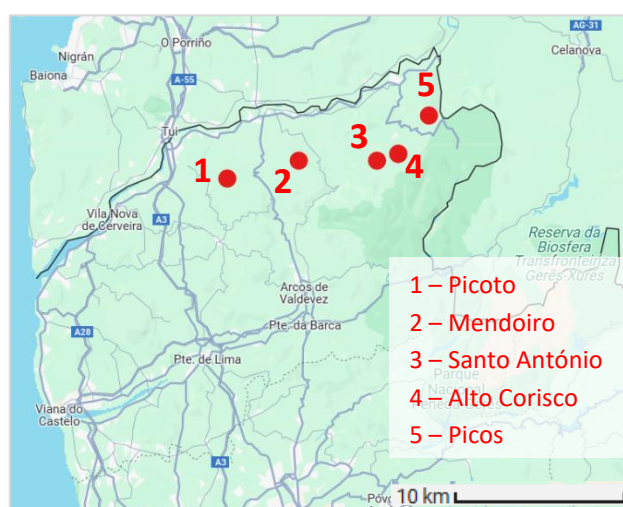 AG-31
O Porriño
Nigrán
Celanova
Baiona
A-55
5
Tui
3
4
1
2
Vila Nova
de Cerveira
A3
Reserva da
Biosfera
Transfronteiriza
Gerês-Xurés
1 – Picoto
Arcos de
Valdevez
2 – Mendoiro
A28
Pte. da Barca
3 – Santo António
Pte. de Lima
Parque
Nacional
4 – Alto Corisco
Viana do
Castelo
5 – Picos
A3
10 km